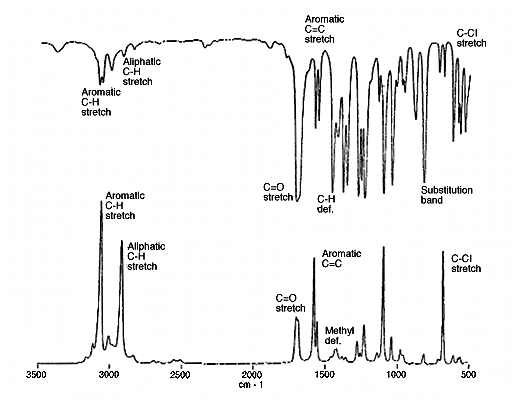 Aromatic
C=C
stretch
C-Cl
stretch
Aliphatic
C-H
stretch
Aromatic
C-H
stretch
C=O
stretch
C-H
def.
Substitution
band
Aromatic
C-H
stretch
Aliphatic
C-H
stretch
Aromatic
C=C
C-Cl
stretch
C=O
stretch
Methyl
def.
3500 3000 2500 2000 1500 1000 500
cm - 1